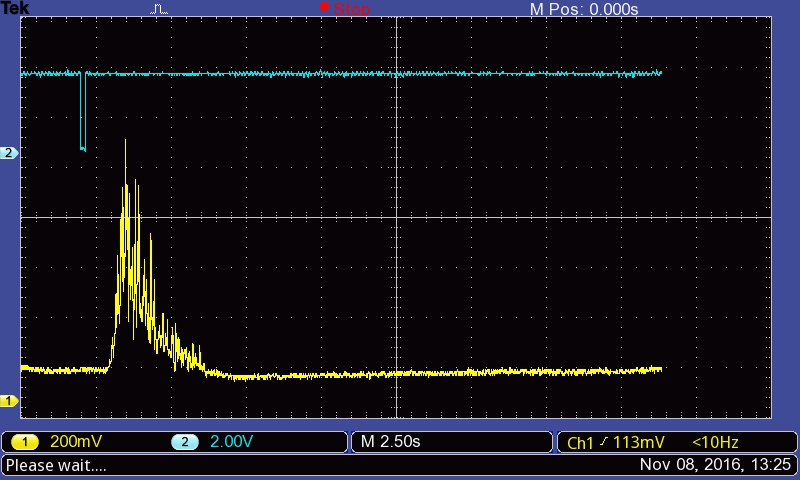 Tek Stop M Pos: 0.000s
2
1
1 200mV 2 2.00V M 2.50s Ch1 113mV <10Hz
Please wait.... Nov 08, 2016, 13:25